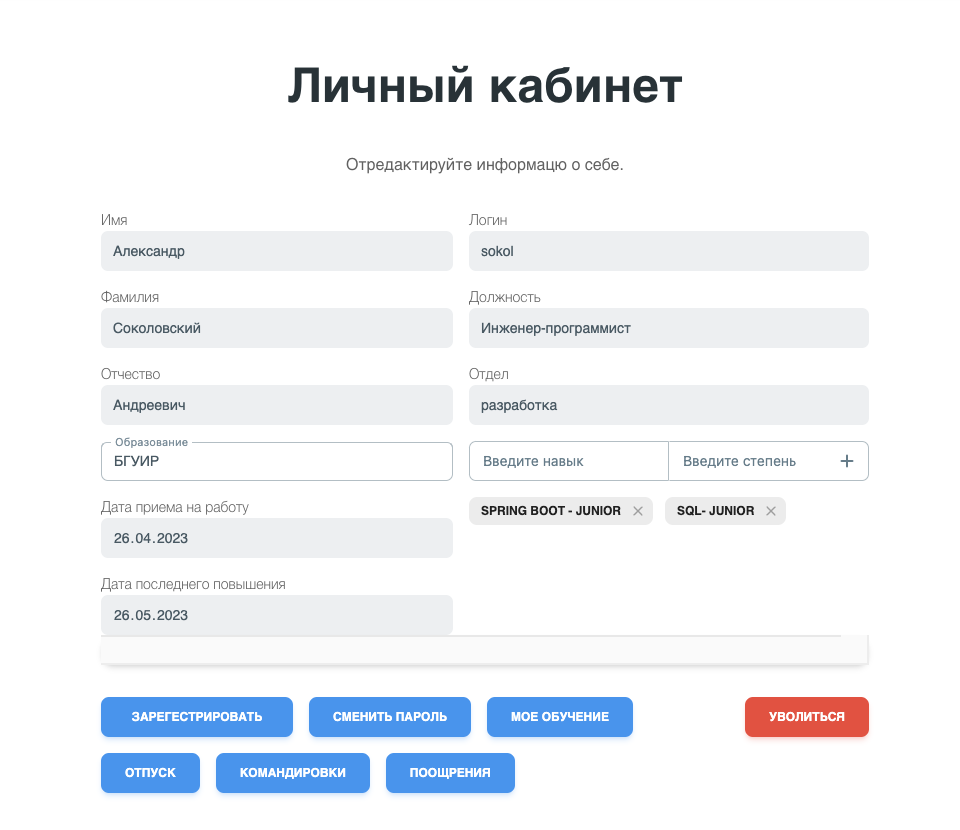 Личный кабинет
Отредактируйте информацю о себе.
Имя
Логин
Александр
sokol
Фамилия
Должность
Соколовский
Инженер-программист
Отчество
Отдел
Андреевич
разработка
Образование
БГУИР
Введите навык
Введите степень +
Дата приема на работу
SPRING BOOT - JUNIOR ×
SQL- JUNIOR ×
26.04.2023
Дата последнего повышения
26.05.2023
ЗАРЕГЕСТРИРОВАТЬ
СМЕНИТЬ ПАРОЛЬ
МОЕ ОБУЧЕНИЕ
УВОЛИТЬСЯ
ОТПУСК
КОМАНДИРОВКИ
ПООЩРЕНИЯ